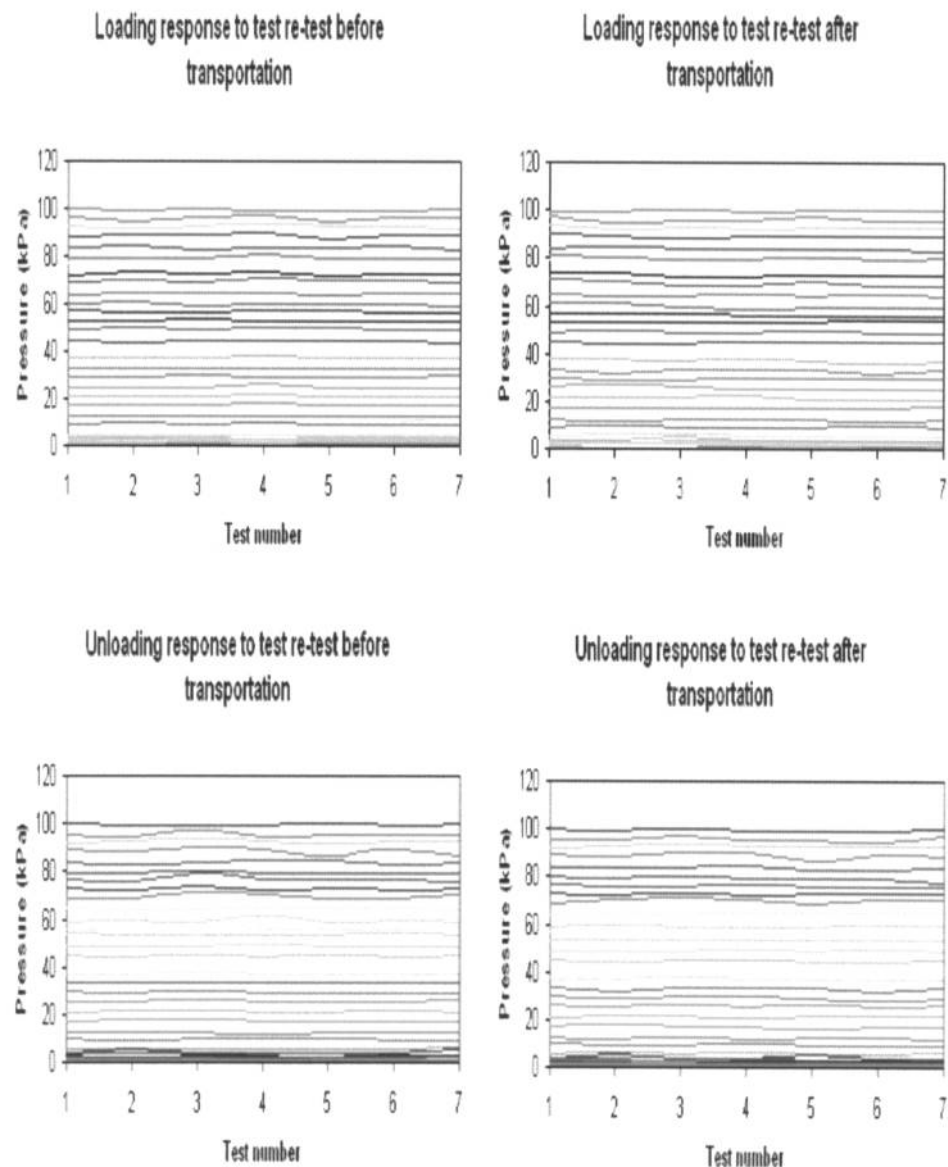 Loading response to test re-test before
transportation
120
100
80
60
40
20
0
Pressure (kPa)
1 2 3 4 5 6 7
Test number
Loading response to test re-test after
transportation
120
100
80
60
40
20
0
Pressure (kPa)
1 2 3 4 5 6 7
Test number
Unloading response to test re-test before
transportation
120
100
80
60
40
20
0
Pressure (kPa)
1 2 3 4 5 6 7
Test number
Unloading response to test re-test after
transportation
120
100
80
60
40
20
0
Pressure (kPa)
1 2 3 4 5 6 7
Test number